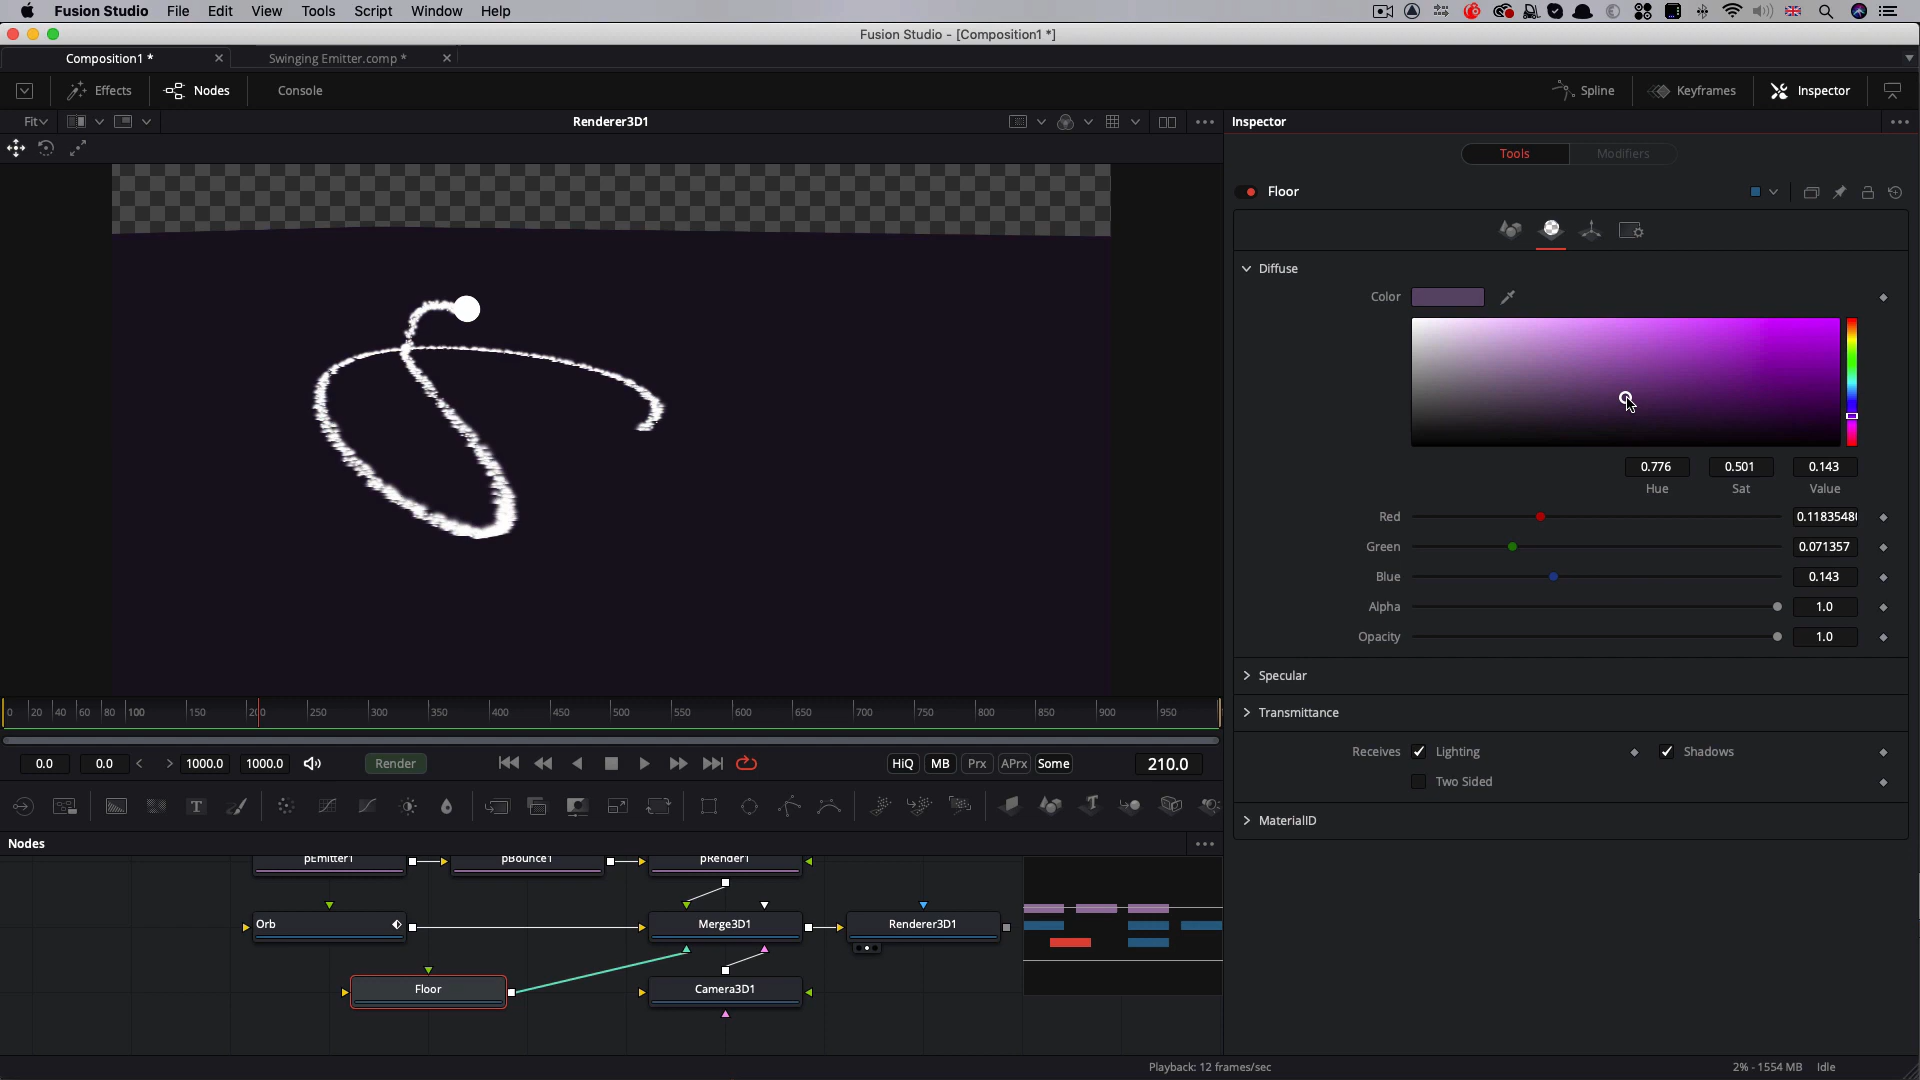 Fusion Studio File Edit View Tools Script Window Help
Fusion Studio - [Composition1 *]
Composition1 * Swinging Emitter.comp *
Effects Nodes Console Spline Keyframes Inspector
Fit Renderer3D1 Inspector
Tools Modifiers
Floor
Diffuse
Color
0.776 0.501 0.143
Hue Sat Value
Red 0.1183548
Green 0.071357
Blue 0.143
Alpha 1.0
Opacity 1.0
Specular
Transmittance
Receives Lighting Shadows
Two Sided
MaterialID
0 20 40 60 80 100 150 200 250 300 350 400 450 500 550 600 650 700 750 800 850 900 950
0.0 0.0 1000.0 1000.0 Render HiQ MB Prx APrx Some 210.0
T T
Nodes
pEmitter1 pBounce1 pRender1
Orb Merge3D1 Renderer3D1
Floor Camera3D1
Playback: 12 frames/sec 2% - 1554 MB Idle